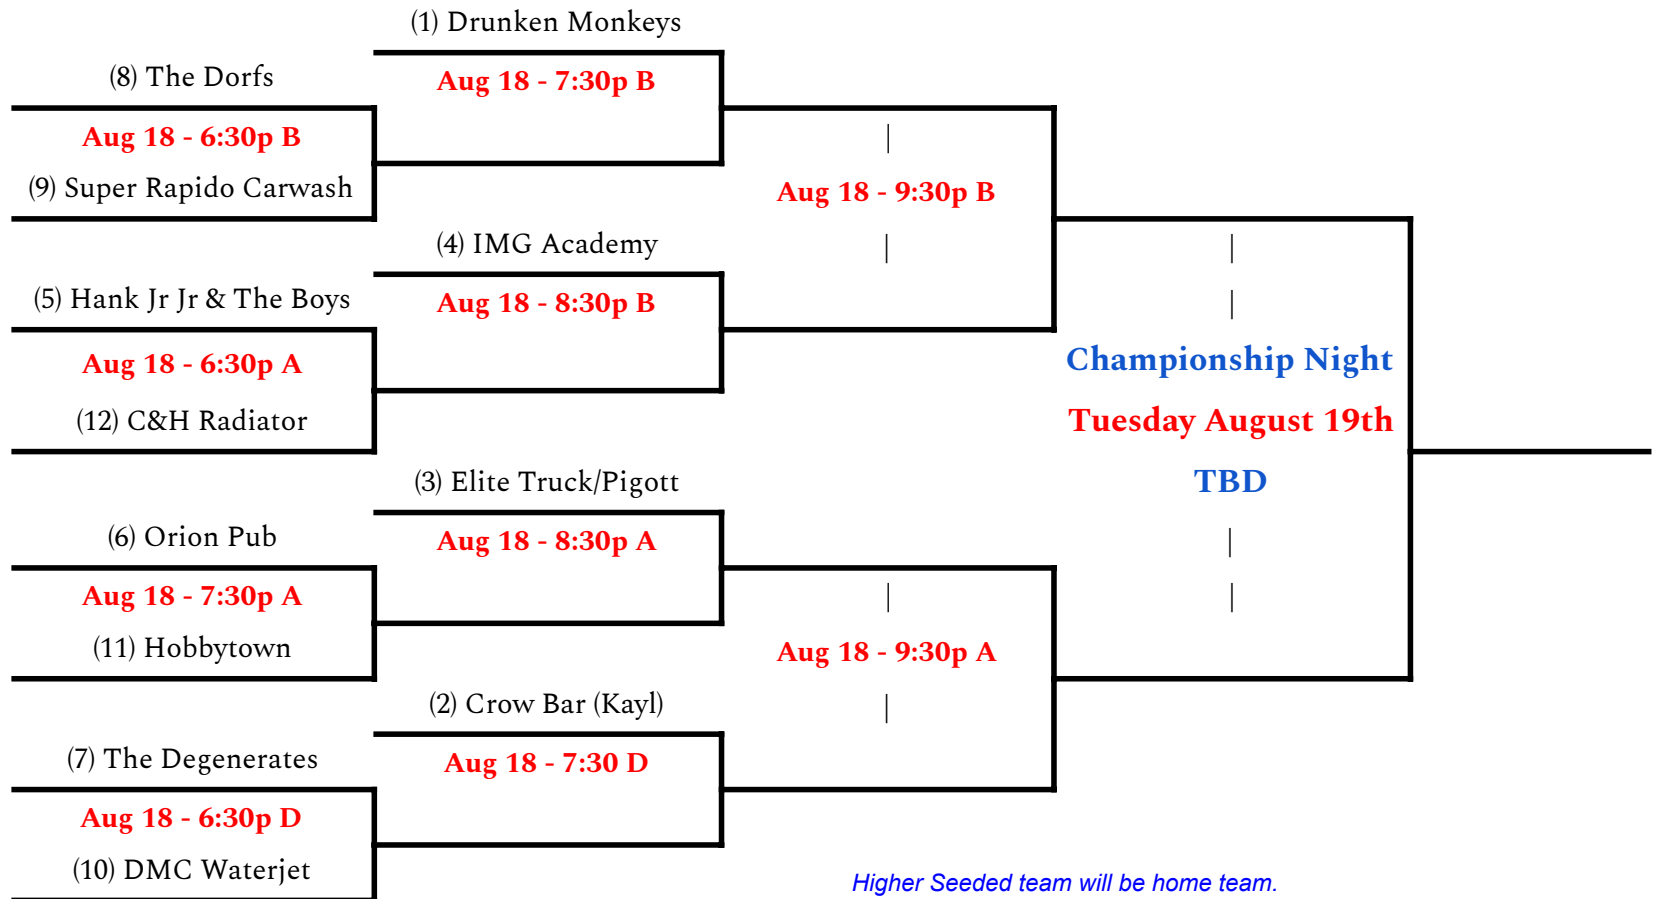 (1) Drunken Monkeys
(8) The Dorfs
Aug 18 - 7:30p B
Aug 18 - 6:30p B
(9) Super Rapido Carwash
Aug 18 - 9:30p B
(4) IMG Academy
(5) Hank Jr Jr & The Boys
Aug 18 - 8:30p B
Aug 18 - 6:30p A
(12) C&H Radiator
Championship Night
Tuesday August 19th
TBD
(3) Elite Truck/Pigott
(6) Orion Pub
Aug 18 - 8:30p A
Aug 18 - 7:30p A
(11) Hobbytown
Aug 18 - 9:30p A
(2) Crow Bar (Kayl)
(7) The Degenerates
Aug 18 - 7:30 D
Aug 18 - 6:30p D
(10) DMC Waterjet
Higher Seeded team will be home team.